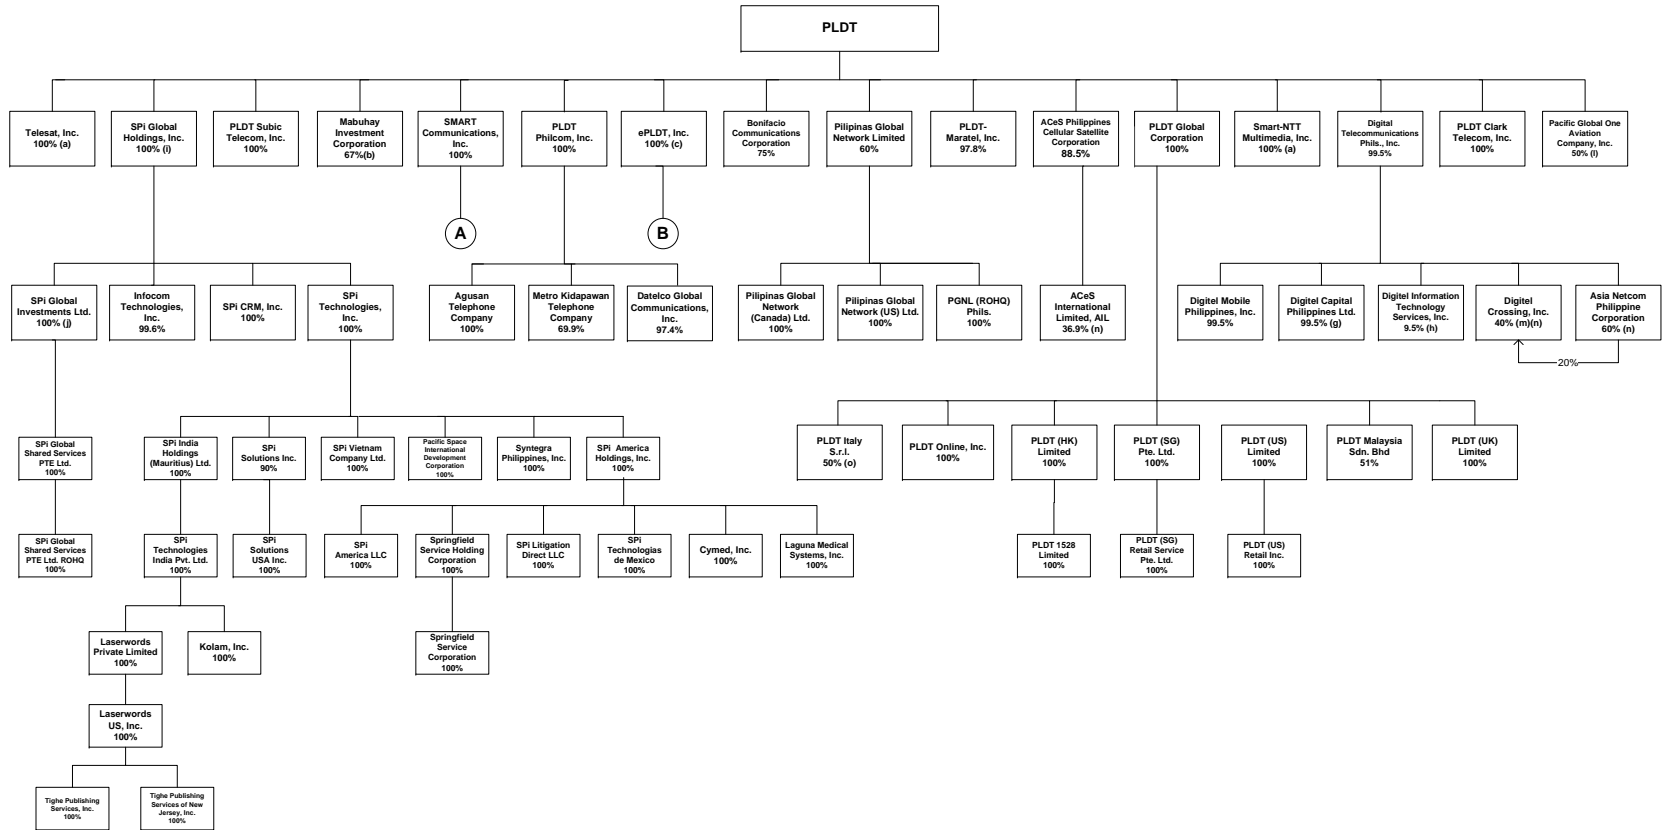 PLDT
Telesat, Inc.
100% (a)
SPi Global
Holdings, Inc.
100% (i)
PLDT Subic
Telecom, Inc.
100%
Mabuhay
Investment
Corporation
67%(b)
SMART
Communications,
Inc.
100%
PLDT
Philcom, Inc.
100%
ePLDT, Inc.
100% (c)
Bonifacio
Communications
Corporation
75%
Pilipinas Global
Network Limited
60%
PLDT-
Maratel, Inc.
97.8%
ACeS Philippines
Cellular Satellite
Corporation
88.5%
PLDT Global
Corporation
100%
Smart-NTT
Multimedia, Inc.
100% (a)
Digital
Telecommunications
Phils., Inc.
99.5%
PLDT Clark
Telecom, Inc.
100%
Pacific Global One
Aviation
Company, Inc.
50% (l)
A
B
SPi Global
Investments Ltd.
100% (j)
Infocom
Technologies,
Inc.
99.6%
SPi CRM, Inc.
100%
SPi
Technologies,
Inc.
100%
Agusan
Telephone
Company
100%
Metro Kidapawan
Telephone
Company
69.9%
Datelco Global
Communications,
Inc.
97.4%
Pilipinas Global
Network
(Canada) Ltd.
100%
Pilipinas Global
Network (US) Ltd.
100%
PGNL (ROHQ)
Phils.
100%
ACeS
International
Limited, AIL
36.9% (n)
Digitel Mobile
Philippines, Inc.
99.5%
Digitel Capital
Philippines Ltd.
99.5% (g)
Digitel Information
Technology
Services, Inc.
9.5% (h)
Digitel
Crossing, Inc.
40% (m)(n)
Asia Netcom
Philippine
Corporation
60% (n)
20%
SPi Global
Shared Services
PTE Ltd.
100%
SPi India
Holdings
(Mauritius) Ltd.
100%
SPi
Solutions Inc.
90%
SPi Vietnam
Company Ltd.
100%
Pacific Space
International
Development
Corporation
100%
Syntegra
Philippines, Inc.
100%
SPi America
Holdings, Inc.
100%
PLDT Italy
S.r.l.
50% (o)
PLDT Online, Inc.
100%
PLDT (HK)
Limited
100%
PLDT (SG)
Pte. Ltd.
100%
PLDT (US)
Limited
100%
PLDT Malaysia
Sdn. Bhd
51%
PLDT (UK)
Limited
100%
SPi Global
Shared Services
PTE Ltd. ROHQ
100%
SPi
Technologies
India Pvt. Ltd.
100%
SPi
Solutions
USA Inc.
100%
SPi
America LLC
100%
Springfield
Service Holding
Corporation
100%
SPi Litigation
Direct LLC
100%
SPi
Technologias
de Mexico
100%
Cymed, Inc.
100%
Laguna Medical
Systems, Inc.
100%
PLDT 1528
Limited
100%
PLDT (SG)
Retail Service
Pte. Ltd.
100%
PLDT (US)
Retail Inc.
100%
Laserwords
Private Limited
100%
Kolam, Inc.
100%
Springfield
Service
Corporation
100%
Laserwords
US, Inc.
100%
Tighe Publishing
Services, Inc.
100%
Tighe Publishing
Services of New
Jersey, Inc.
100%